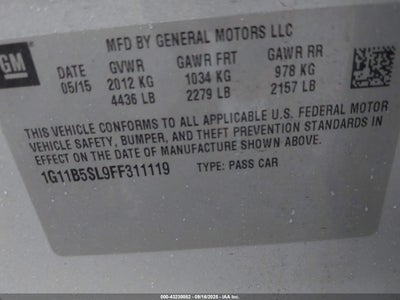 GM
MFD BY GENERAL MOTORS LLC
DATE GVWR GAWR FRT GAWR RR
05/15 2012 KG 1034 KG 978 KG
4436 LB 2279 LB 2157 LB
THIS VEHICLE CONFORMS TO ALL APPLICABLE U.S. FEDERAL MOTOR
VEHICLE SAFETY, BUMPER, AND THEFT PREVENTION STANDARDS IN
EFFECT ON THE DATE OF MANUFACTURE SHOWN ABOVE.
1G11B5SL9FF311119 TYPE: PASS CAR
000-43230082 - 09/16/2025 - IAA, Inc.